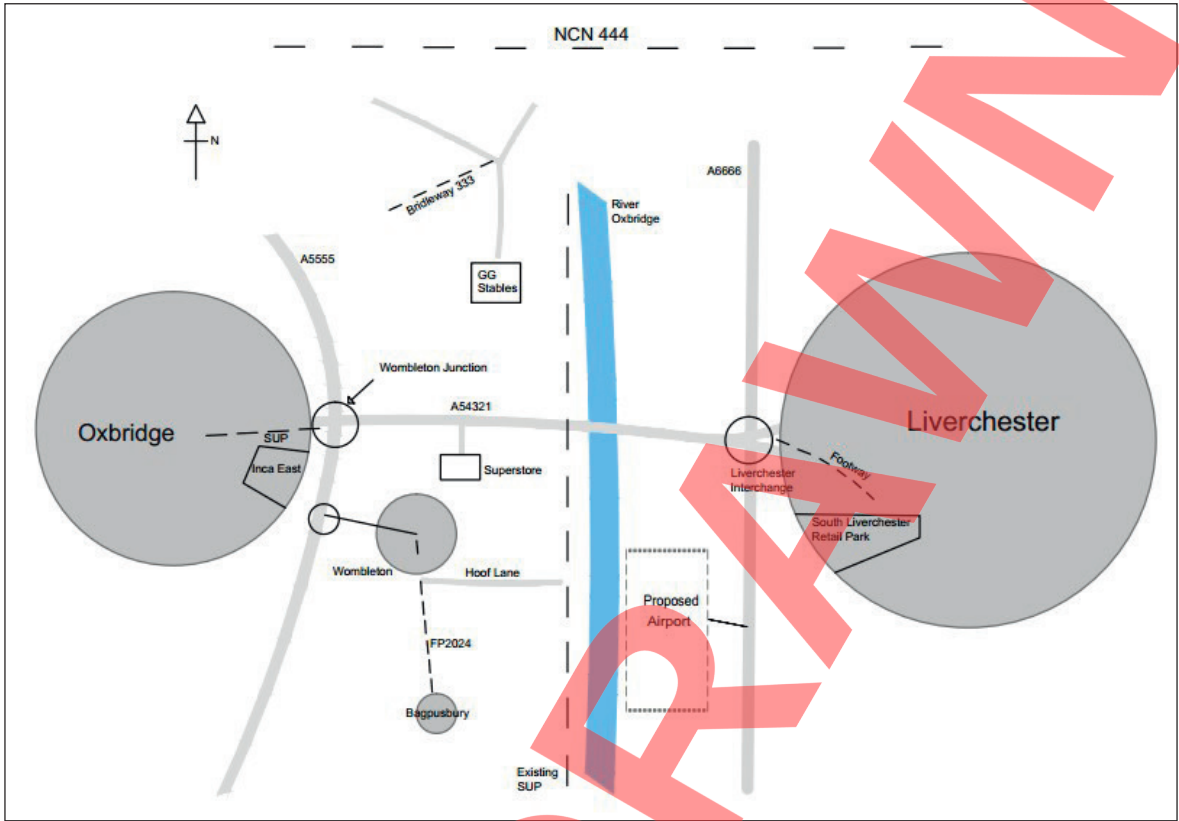 NCN 444
N
Bridleway 333
A6666
River
Oxbridge
A5555
GG
Stables
Wombleton Junction
A54321
Oxbridge
SUP
Inca East
Superstore
Liverchester
Footway
Liverchester
Interchange
South Liverchester
Retail Park
Wombleton
Hoof Lane
Proposed
Airport
FP2024
Bagpusbury
Existing
SUP
RAWN